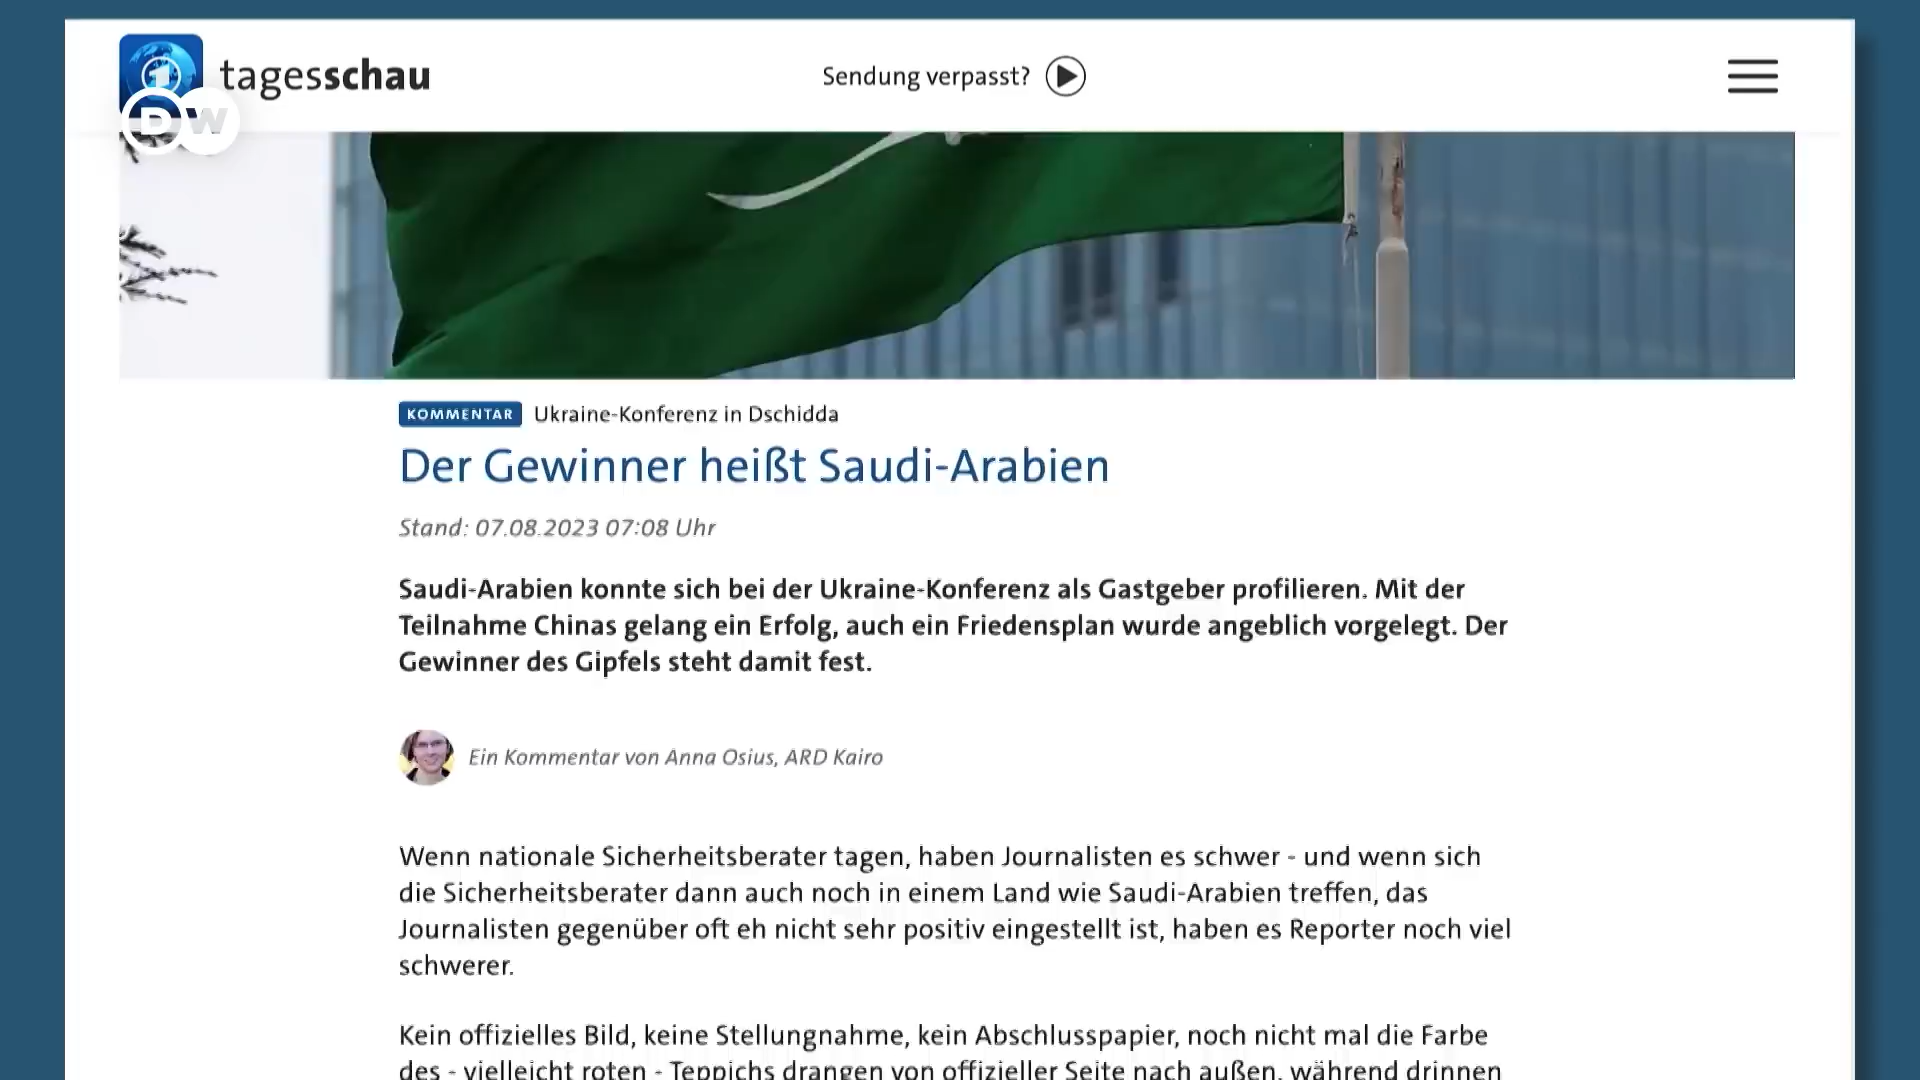 tagesschau
DW
Sendung verpasst?
KOMMENTAR Ukraine-Konferenz in Dschidda
Der Gewinner heißt Saudi-Arabien
Stand: 07.08.2023 07:08 Uhr
Saudi-Arabien konnte sich bei der Ukraine-Konferenz als Gastgeber profilieren. Mit der
Teilnahme Chinas gelang ein Erfolg, auch ein Friedensplan wurde angeblich vorgelegt. Der
Gewinner des Gipfels steht damit fest.
Ein Kommentar von Anna Osius, ARD Kairo
Wenn nationale Sicherheitsberater tagen, haben Journalisten es schwer - und wenn sich
die Sicherheitsberater dann auch noch in einem Land wie Saudi-Arabien treffen, das
Journalisten gegenüber oft eh nicht sehr positiv eingestellt ist, haben es Reporter noch viel
schwerer.
Kein offizielles Bild, keine Stellungnahme, kein Abschlusspapier, noch nicht mal die Farbe
des - vielleicht roten - Teppichs drangen von offizieller Seite nach außen, während drinnen